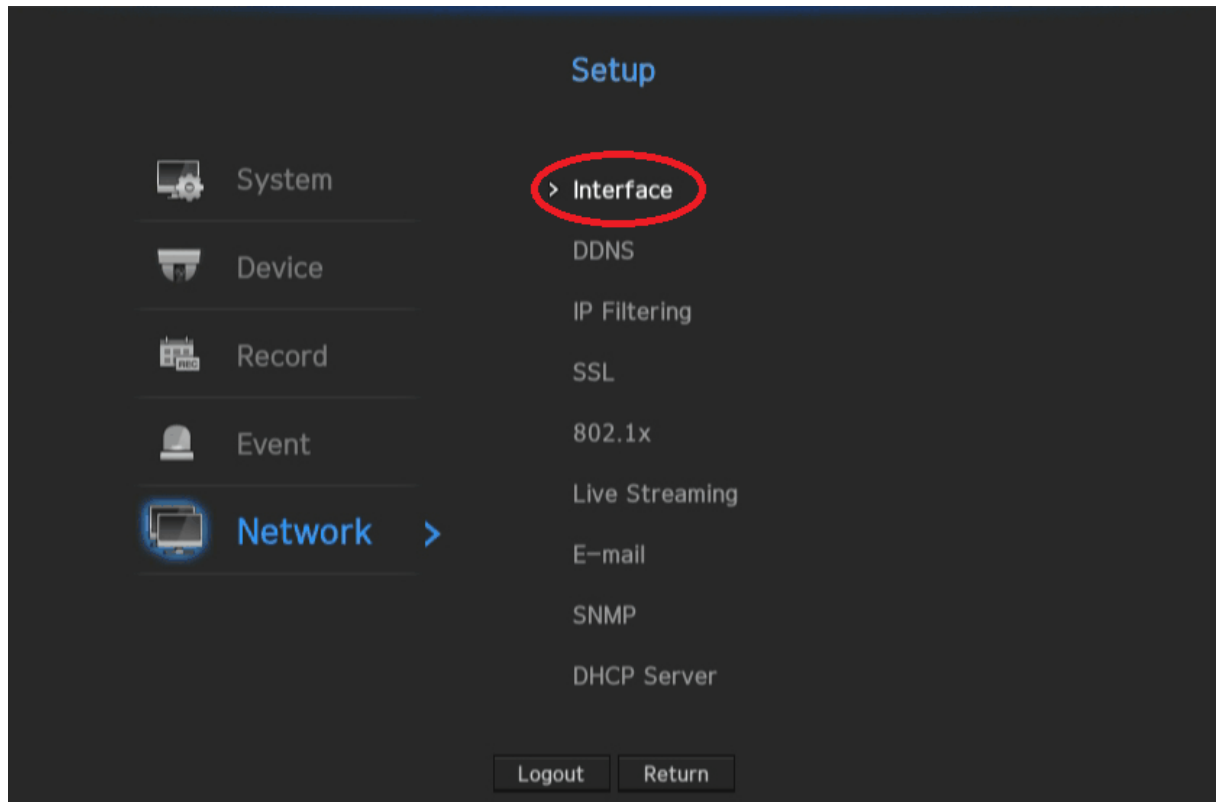 Setup
System
Device
REC
Record
Event
Network >
> Interface
DDNS
IP Filtering
SSL
802.1x
Live Streaming
E-mail
SNMP
DHCP Server
Logout
Return